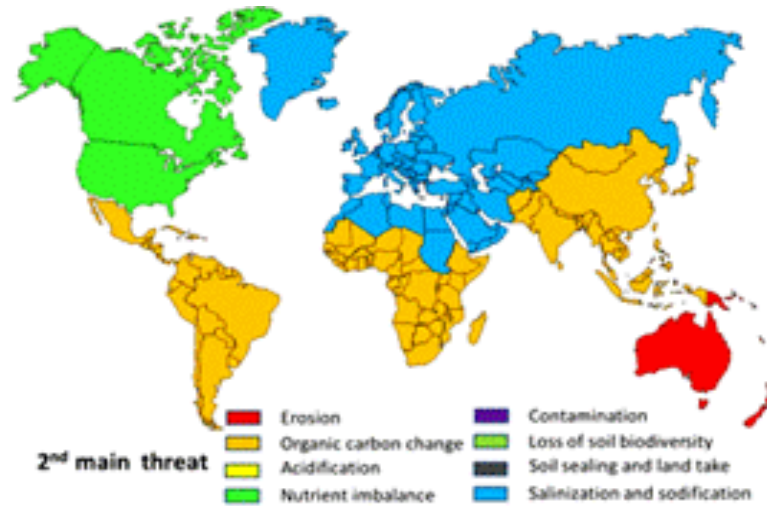 2nd main threat
Erosion
Organic carbon change
Acidification
Nutrient imbalance
Contamination
Loss of soil biodiversity
Soil sealing and land take
Salinization and sodification